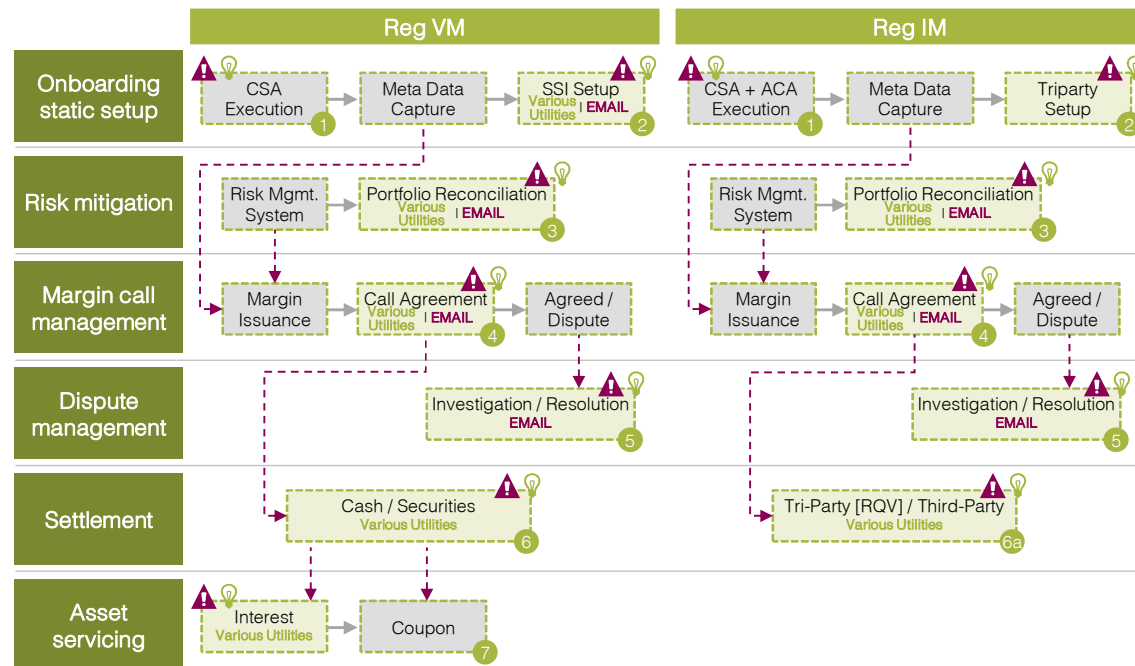 Reg VM
Reg IM
Onboarding
static setup
CSA
Execution
1
Meta Data
Capture
SSI Setup
Various
Utilities
| EMAIL
2
CSA + ACA
Execution
1
Meta Data
Capture
Triparty
Setup
2
Risk mitigation
Risk Mgmt.
System
Portfolio Reconciliation
Various
Utilities
| EMAIL
3
Risk Mgmt.
System
Portfolio Reconciliation
Various
Utilities
| EMAIL
3
Margin call
management
Margin
Issuance
Call Agreement
Various
Utilities
| EMAIL
4
Agreed /
Dispute
Margin
Issuance
Call Agreement
Various
Utilities
| EMAIL
4
Agreed /
Dispute
Dispute
management
Investigation / Resolution
EMAIL
5
Investigation / Resolution
EMAIL
5
Settlement
Cash / Securities
Various Utilities
6
Tri-Party [RQV] / Third-Party
Various Utilities
6a
Asset
servicing
Interest
Various Utilities
Coupon
7